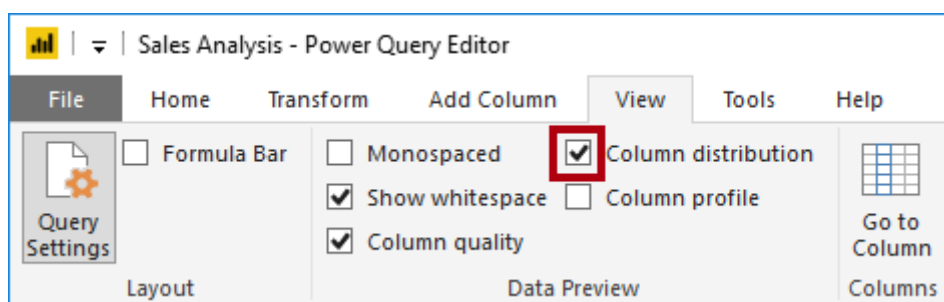 Sales Analysis - Power Query Editor
File Home Transform Add Column View Tools Help
Formula Bar Monospaced Column distribution
Show whitespace Column profile
Query Settings Column quality Go to Column
Layout Data Preview Columns